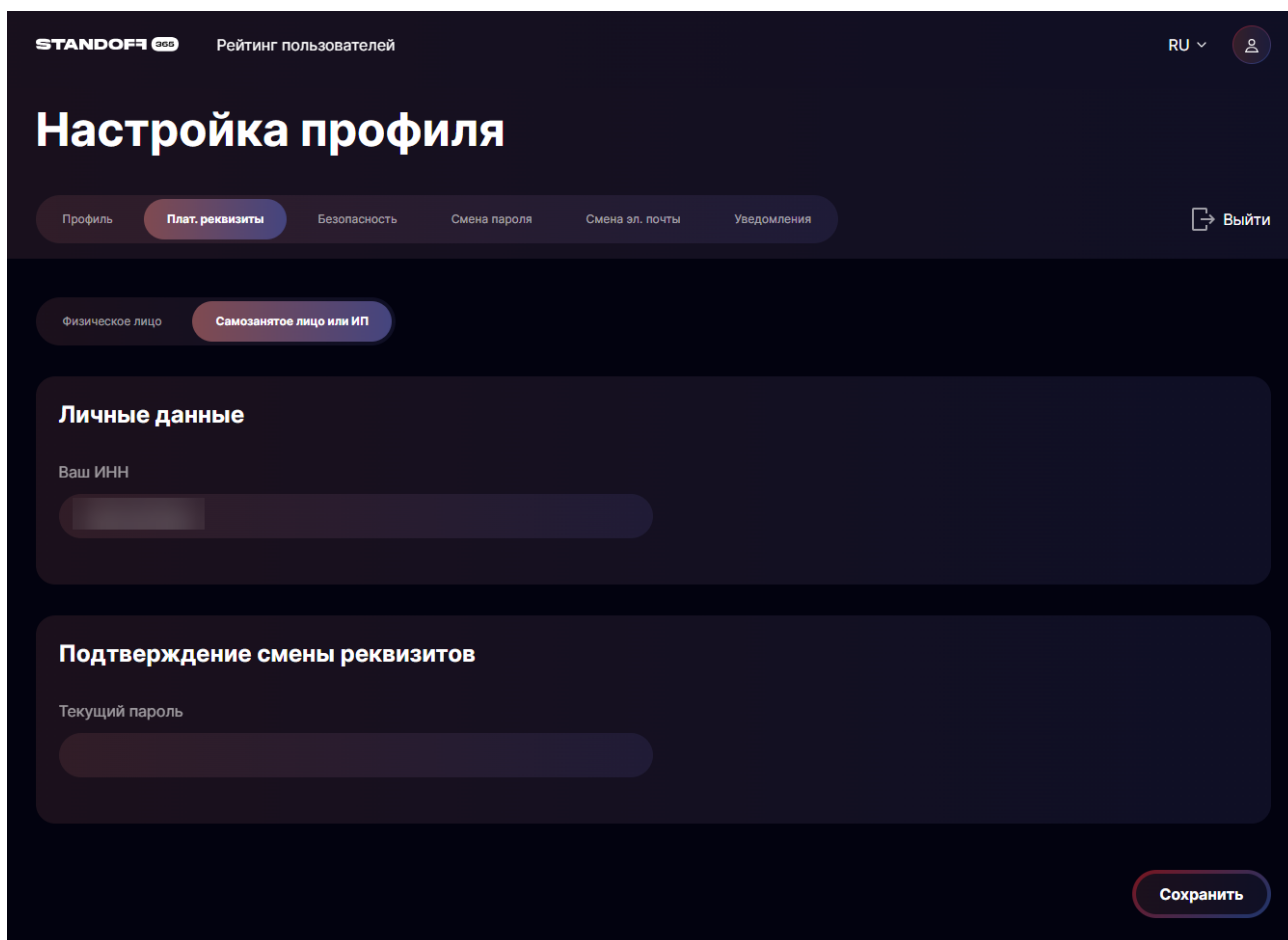 STANDOFF 365 Рейтинг пользователей RU
Настройка профиля
Профиль Плат. реквизиты Безопасность Смена пароля Смена эл. почты Уведомления Выйти
Физическое лицо Самозанятое лицо или ИП
Личные данные
Ваш ИНН
Подтверждение смены реквизитов
Текущий пароль
Сохранить